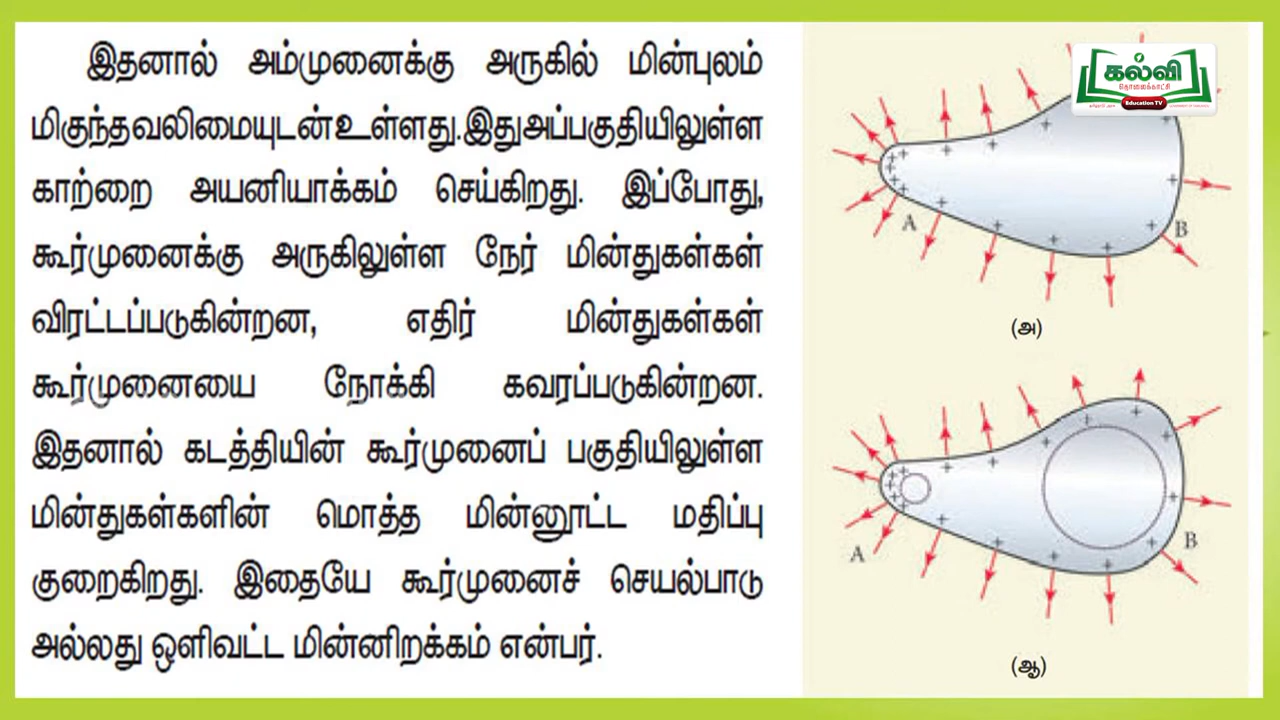 இதனால் அம்முனைக்கு அருகில் மின்புலம்
மிகுந்தவலிமையுடன்உள்ளது.இதுஅப்பகுதியிலுள்ள
காற்றை அயனியாக்கம் செய்கிறது. இப்போது,
கூர்முனைக்கு அருகிலுள்ள நேர் மின்துகள்கள்
விரட்டப்படுகின்றன, எதிர் மின்துகள்கள்
கூர்முனையை நோக்கி கவரப்படுகின்றன.
இதனால் கடத்தியின் கூர்முனைப் பகுதியிலுள்ள
மின்துகள்களின் மொத்த மின்னூட்ட மதிப்பு
குறைகிறது. இதையே கூர்முனைச் செயல்பாடு
அல்லது ஒளிவட்ட மின்னிறக்கம் என்பர்.
கல்வி
தொலைக்காட்சி
Education TV
A
B
(அ)
A
B
(ஆ)